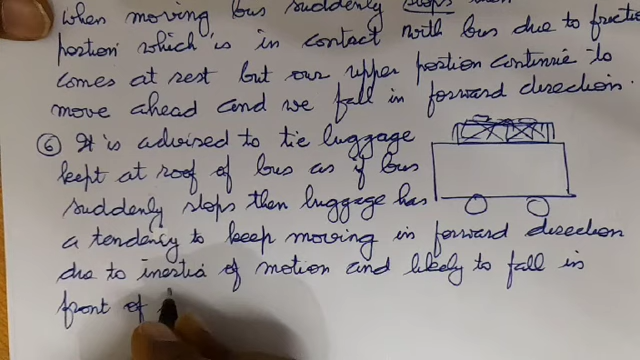 when moving bus suddenly stops then
portion which is in contact with bus due to friction
comes at rest but our upper portion continue to
move ahead and we fall in forward direction.
6 It is advised to tie luggage
kept at roof of bus as if bus
suddenly stops then luggage has
a tendency to keep moving in forward direction
due to inertia of motion and likely to fall in
front of